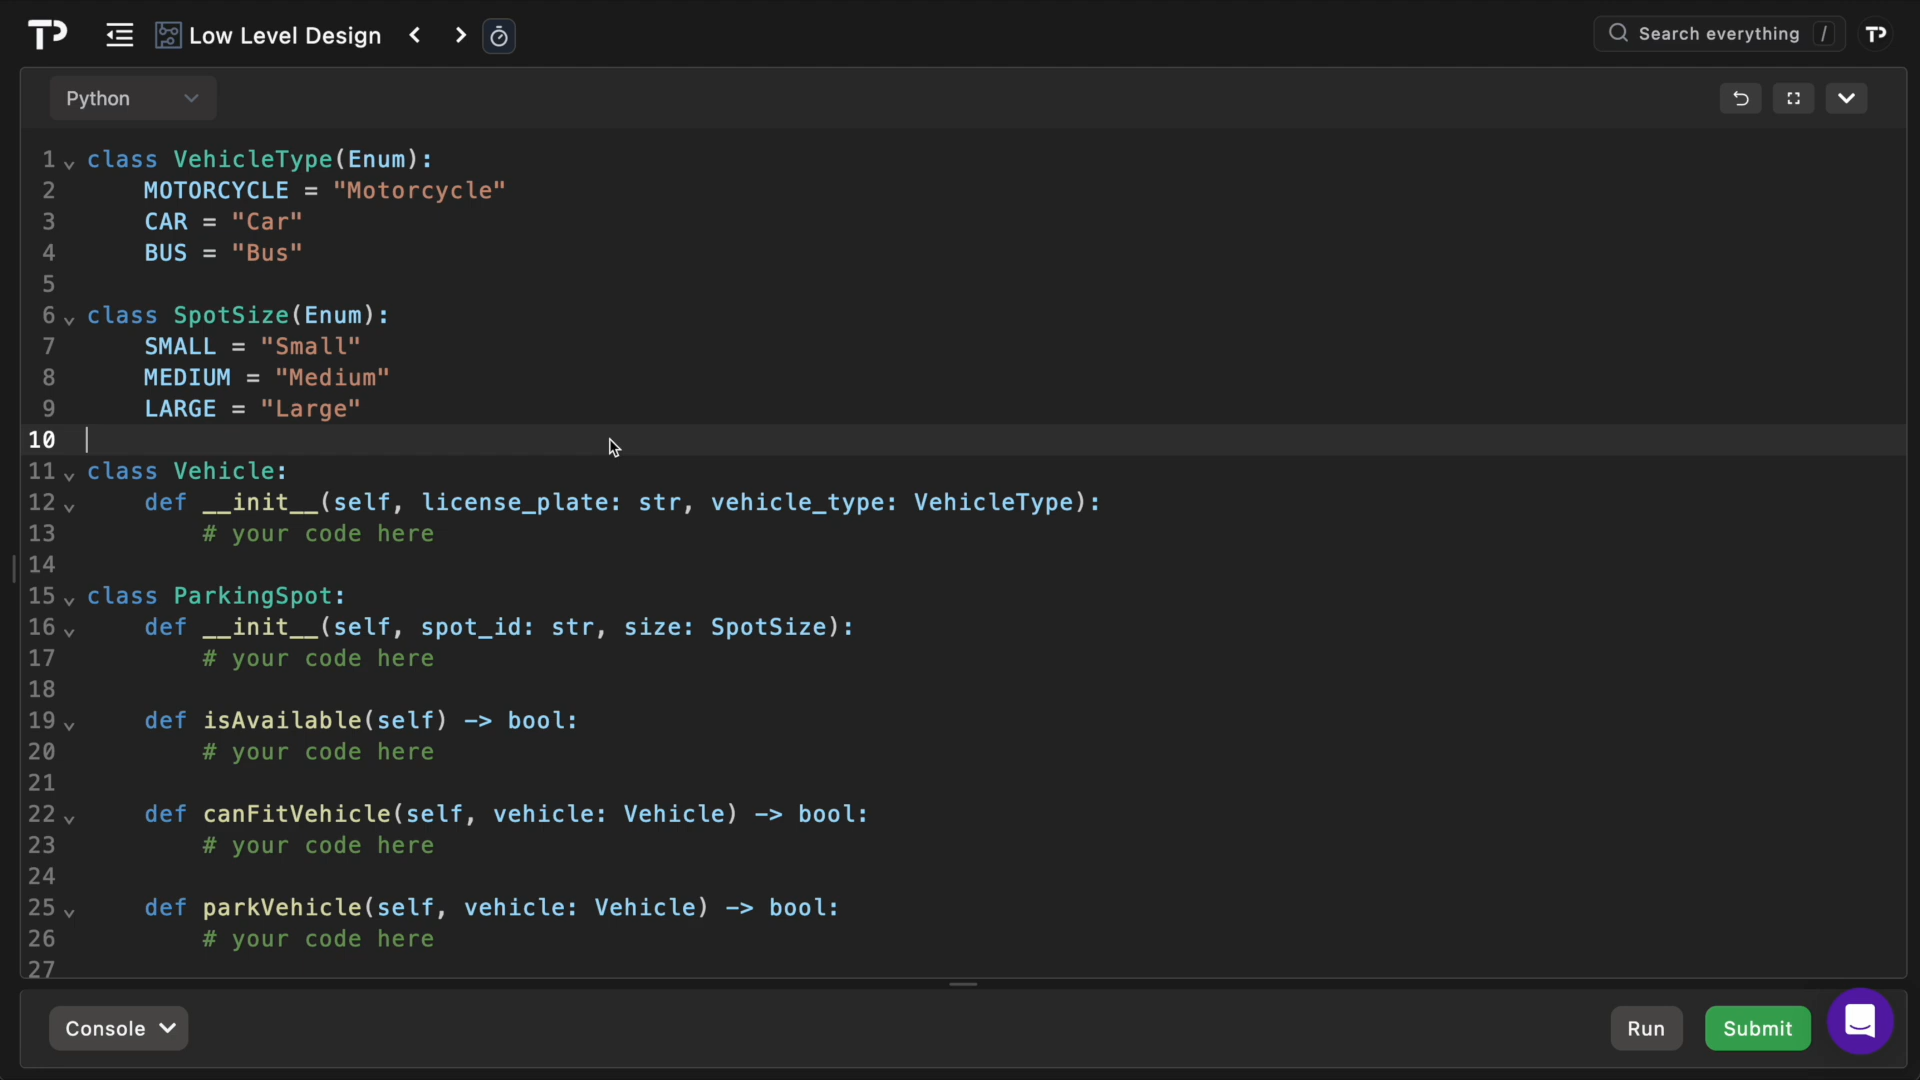 TP Low Level Design Search everything / TP
Python
1 class VehicleType(Enum):
2 MOTORCYCLE = "Motorcycle"
3 CAR = "Car"
4 BUS = "Bus"
5
6 class SpotSize(Enum):
7 SMALL = "Small"
8 MEDIUM = "Medium"
9 LARGE = "Large"
10
11 class Vehicle:
12 def __init__(self, license_plate: str, vehicle_type: VehicleType):
13 # your code here
14
15 class ParkingSpot:
16 def __init__(self, spot_id: str, size: SpotSize):
17 # your code here
18
19 def isAvailable(self) -> bool:
20 # your code here
21
22 def canFitVehicle(self, vehicle: Vehicle) -> bool:
23 # your code here
24
25 def parkVehicle(self, vehicle: Vehicle) -> bool:
26 # your code here
27
Console Run Submit